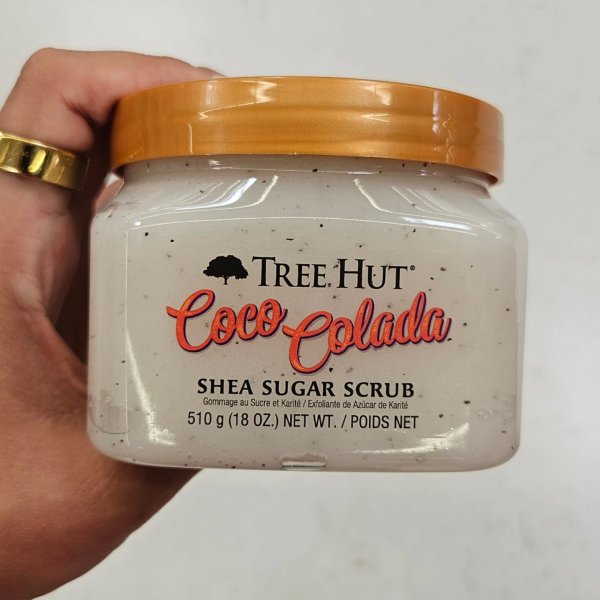 TREE HUT®
Coco Colada
SHEA SUGAR SCRUB
Gommage au Sucre et Karité / Exfoliante de Azúcar de Karité
510 g (18 OZ.) NET WT. / POIDS NET